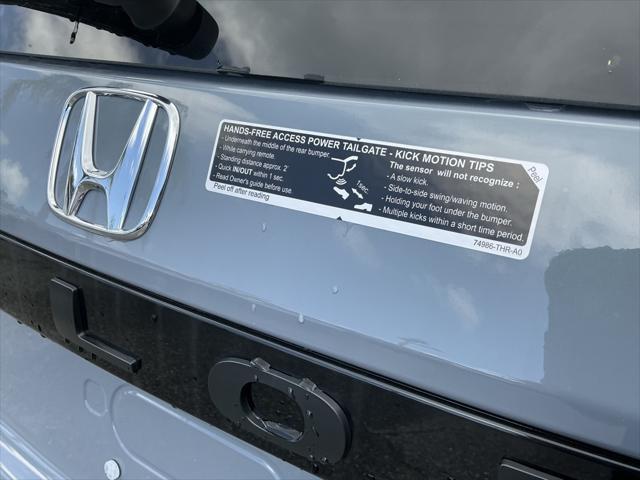 HANDS-FREE ACCESS POWER TAILGATE - KICK MOTION TIPS
- Underneath the middle of the rear bumper.
- While carrying remote.
- Standing distance approx. 2'
- Quick IN/OUT within 1 sec.
- Read Owner's guide before use.
Peel off after reading
1sec.
The sensor will not recognize :
- A slow kick.
- Side-to-side swing/waving motion.
- Holding your foot under the bumper.
- Multiple kicks within a short time period.
Peel
74986-THR-A0
L